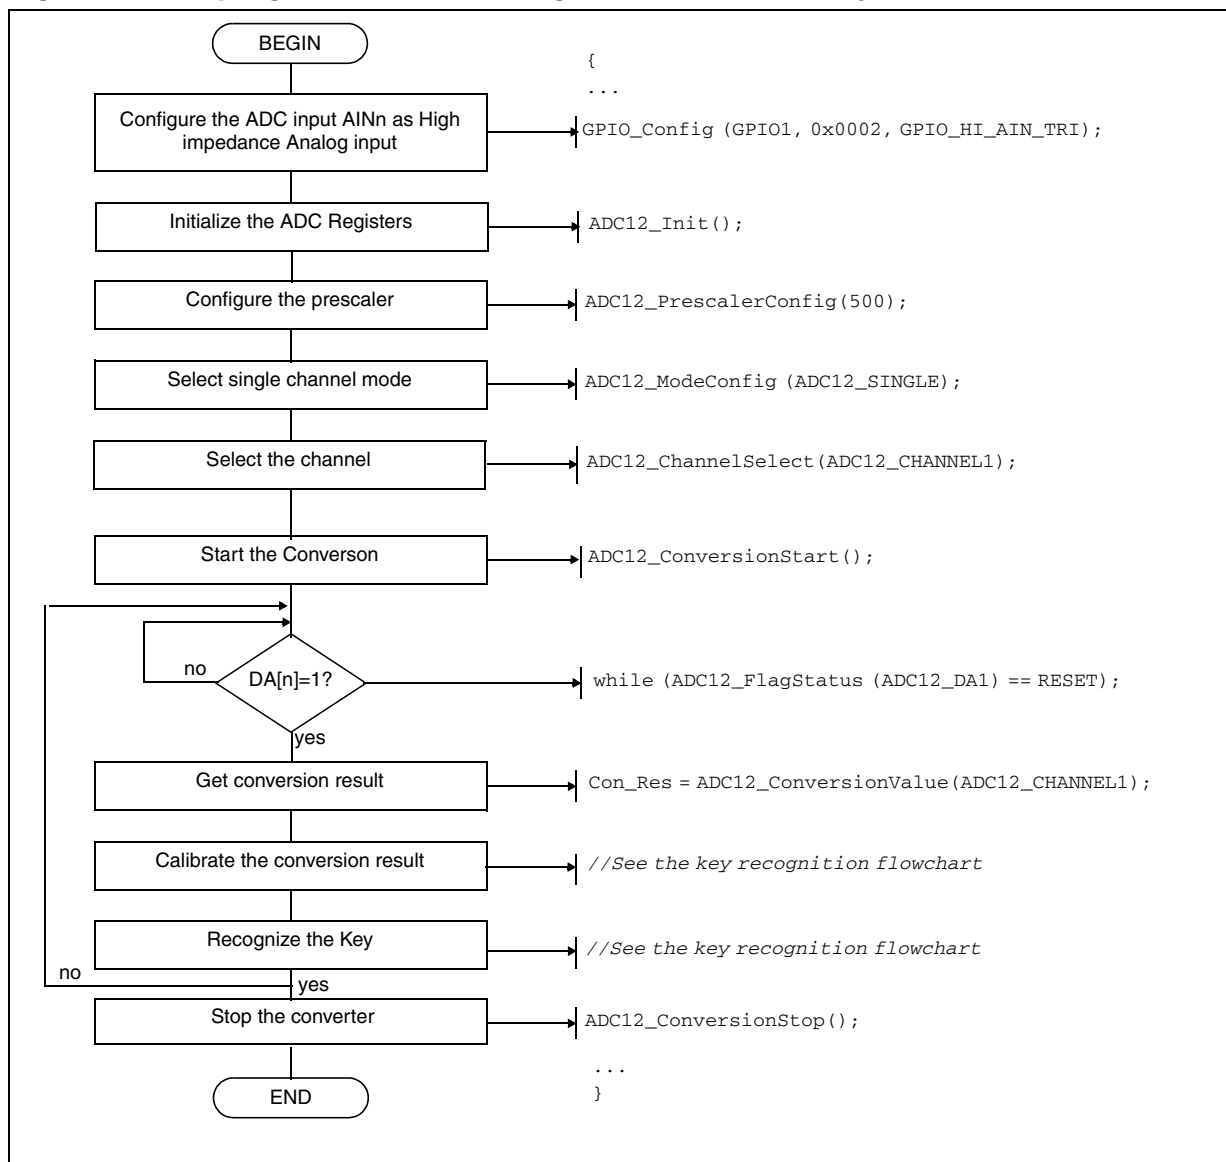 BEGIN
{
...
Configure the ADC input AINn as High
impedance Analog input
GPIO_Config (GPIO1, 0x0002, GPIO_HI_AIN_TRI);
Initialize the ADC Registers
ADC12_Init();
Configure the prescaler
ADC12_PrescalerConfig(500);
Select single channel mode
ADC12_ModeConfig (ADC12_SINGLE);
Select the channel
ADC12_ChannelSelect(ADC12_CHANNEL1);
Start the Converson
ADC12_ConversionStart();
no
DA[n]=1?
while (ADC12_FlagStatus (ADC12_DA1) == RESET);
yes
Get conversion result
Con_Res = ADC12_ConversionValue(ADC12_CHANNEL1);
Calibrate the conversion result
//See the key recognition flowchart
Recognize the Key
//See the key recognition flowchart
no
yes
Stop the converter
ADC12_ConversionStop();
...
}
END